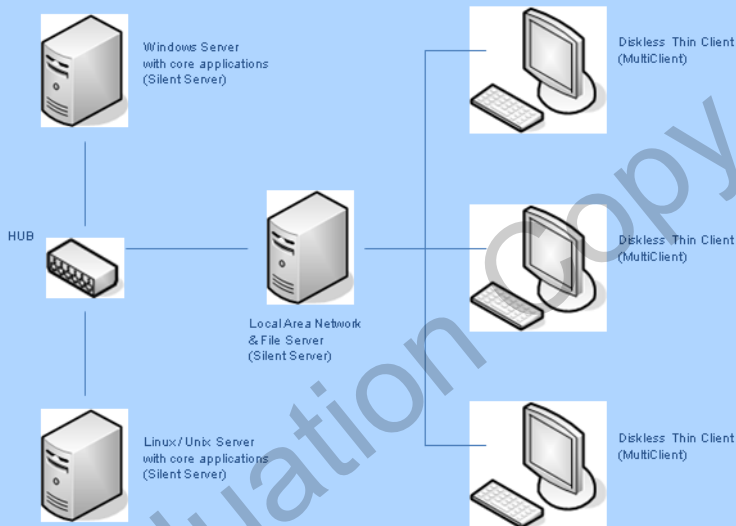 Windows Server
with core applications
(Silent Server)
Diskless Thin Client
(MultiClient)
HUB
Local Area Network
& File Server
(Silent Server)
Diskless Thin Client
(MultiClient)
Linux/Unix Server
with core applications
(Silent Server)
Diskless Thin Client
(MultiClient)
uation Copy